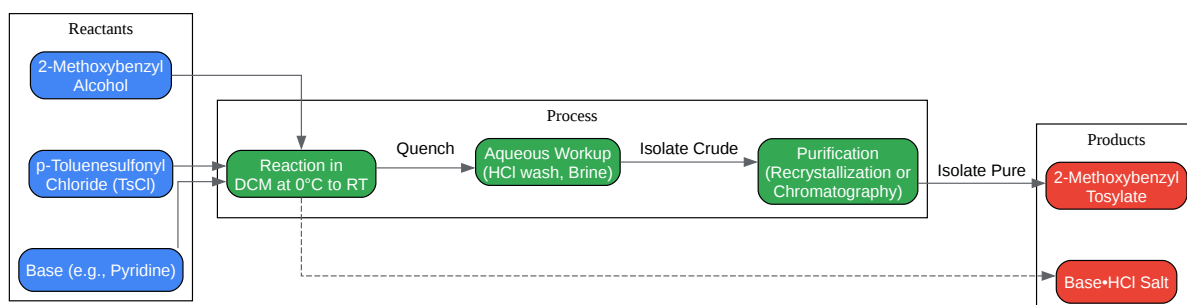 Reactants
2-Methoxybenzyl
Alcohol
p-Toluenesulfonyl
Chloride (TsCl)
Base (e.g., Pyridine)
Process
Reaction in
DCM at 0°C to RT
Quench
Aqueous Workup
(HCl wash, Brine)
Isolate Crude
Purification
(Recrystallization or
Chromatography)
Isolate Pure
Products
2-Methoxybenzyl
Tosylate
Base•HCl Salt